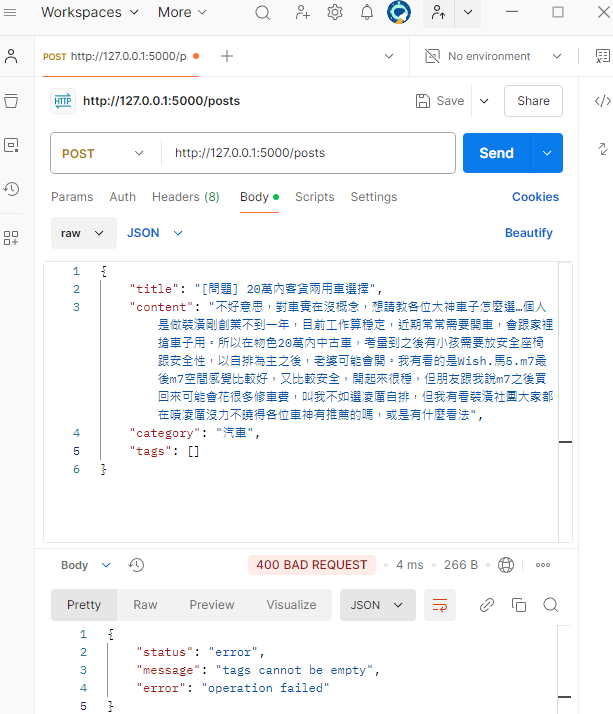 Workspaces More
POST http://127.0.0.1:5000/p No environment
HTTP http://127.0.0.1:5000/posts Save Share
POST http://127.0.0.1:5000/posts Send
Params Auth Headers (8) Body Scripts Settings Cookies
raw JSON Beautify
1 {
2 "title": "[問題] 20萬內客貨兩用車選擇",
3 "content": "不好意思，對車實在沒概念，想請教各位大神車子怎麼選…個人
是做裝潢剛創業不到一年，目前工作算穩定，近期常常需要開車，會跟家裡
搶車子用。所以在物色20萬內中古車，考量到之後有小孩需要放安全座椅
跟安全性，以自排為主之後，老婆可能會開。我有看的是Wish.馬5.m7最
後m7空間感覺比較好，又比較安全，開起來很穩，但朋友跟我說m7之後買
回來可能會花很多修車費，叫我不如選凌厲自排，但我有看裝潢社團大家都
在噴凌厲沒力不曉得各位車神有推薦的嗎，或是有什麼看法",
4 "category": "汽車",
5 "tags": []
6 }
Body 400 BAD REQUEST 4 ms 266 B
Pretty Raw Preview Visualize JSON
1 {
2 "status": "error",
3 "message": "tags cannot be empty",
4 "error": "operation failed"
5 }